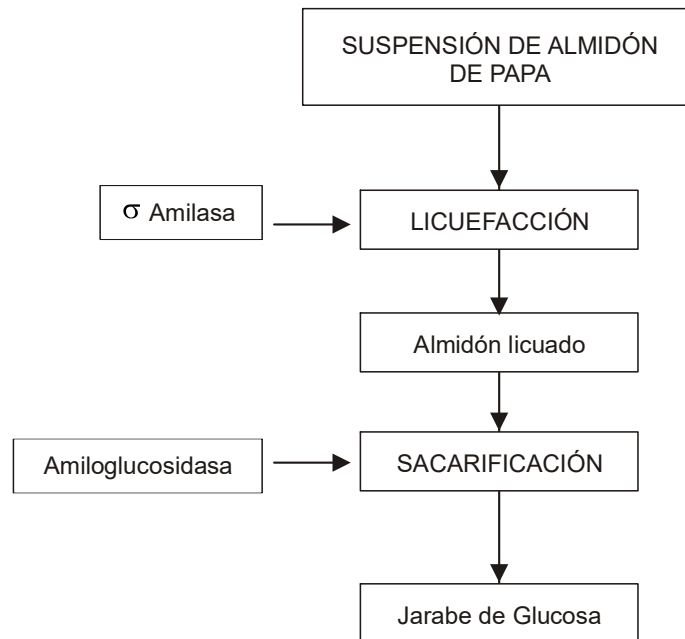 SUSPENSIÓN DE ALMIDÓN
DE PAPA
σ Amilasa
LICUEFACCIÓN
Almidón licuado
Amiloglucosidasa
SACARIFICACIÓN
Jarabe de Glucosa